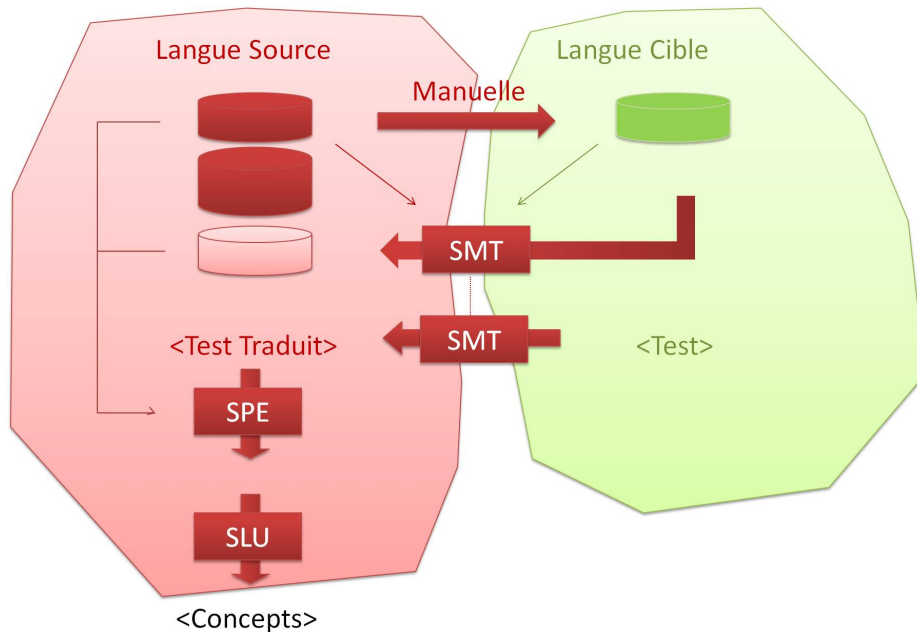 Langue Source
Langue Cible
Manuelle
SMT
SMT
<Test Traduit>
<Test>
SPE
SLU
<Concepts>